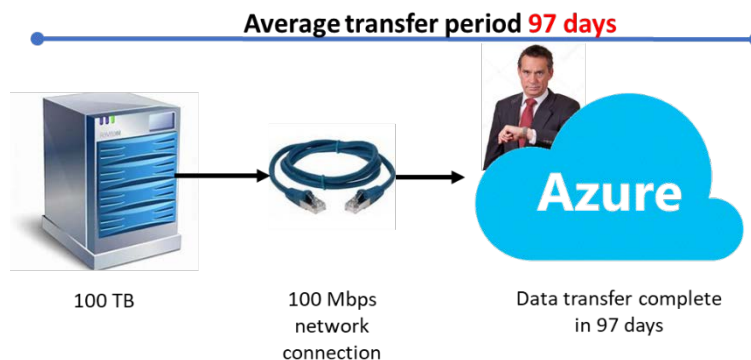 Average transfer period 97 days
Azure
100 TB
100 Mbps
network
connection
Data transfer complete
in 97 days